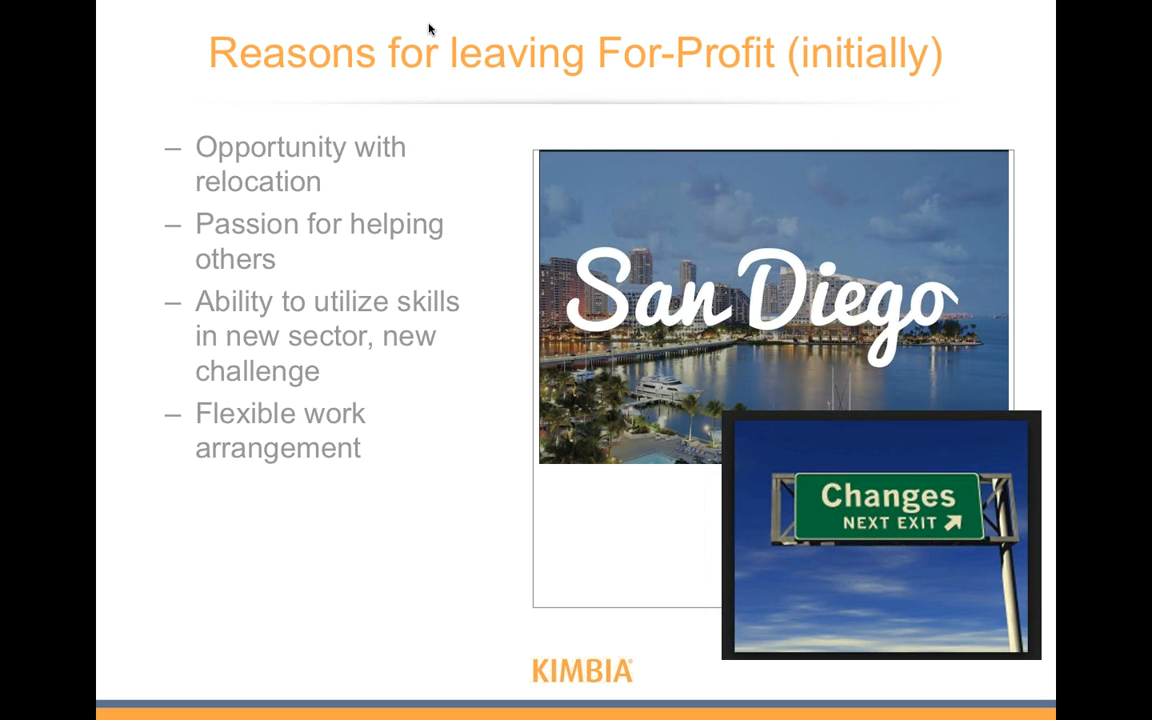 Reasons for leaving For-Profit (initially)
– Opportunity with
relocation
– Passion for helping
others
– Ability to utilize skills
in new sector, new
challenge
– Flexible work
arrangement
San Diego
Changes
NEXT EXIT ↗
KIMBIA